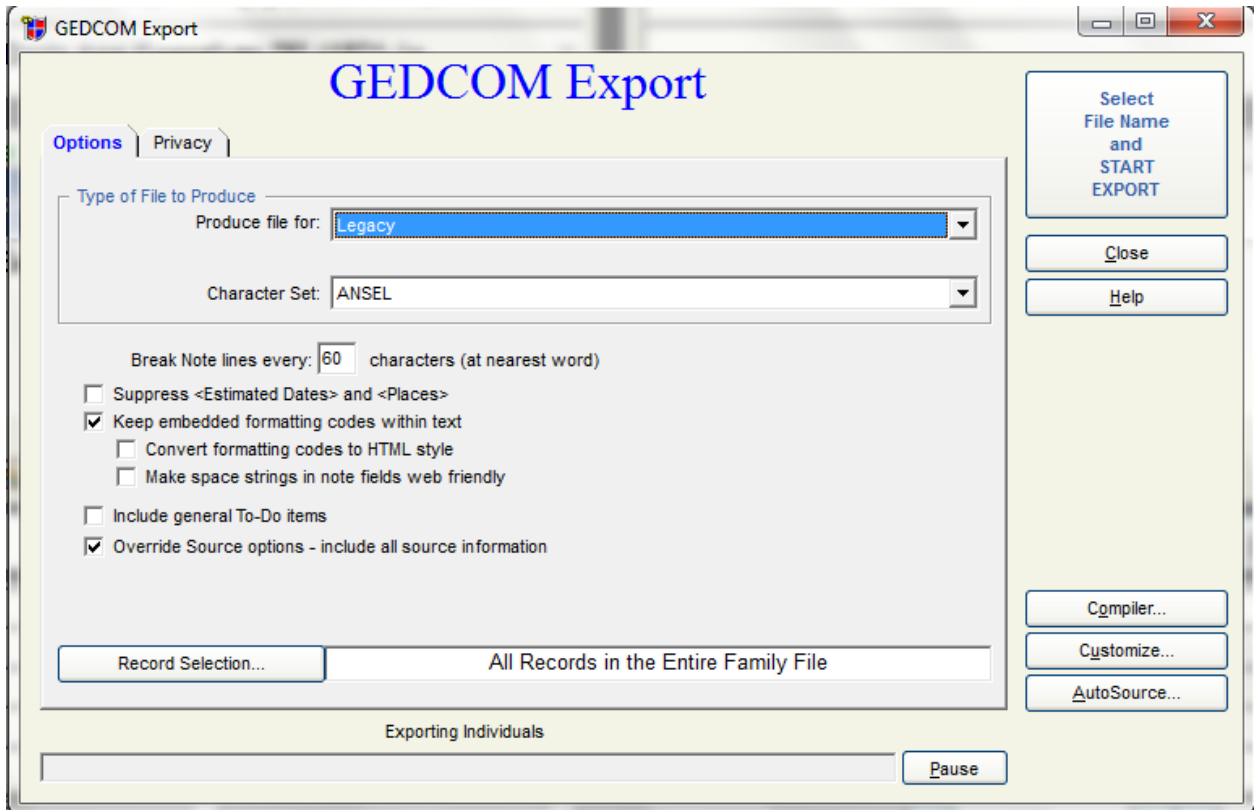 GEDCOM Export
GEDCOM Export
Options
Privacy
Type of File to Produce
Produce file for: Legacy
Character Set: ANSEL
Break Note lines every: 60 characters (at nearest word)
Suppress <Estimated Dates> and <Places>
Keep embedded formatting codes within text
Convert formatting codes to HTML style
Make space strings in note fields web friendly
Include general To-Do items
Override Source options - include all source information
Record Selection... All Records in the Entire Family File
Exporting Individuals
Pause
Select
File Name
and
START
EXPORT
Close
Help
Compiler...
Customize...
AutoSource...